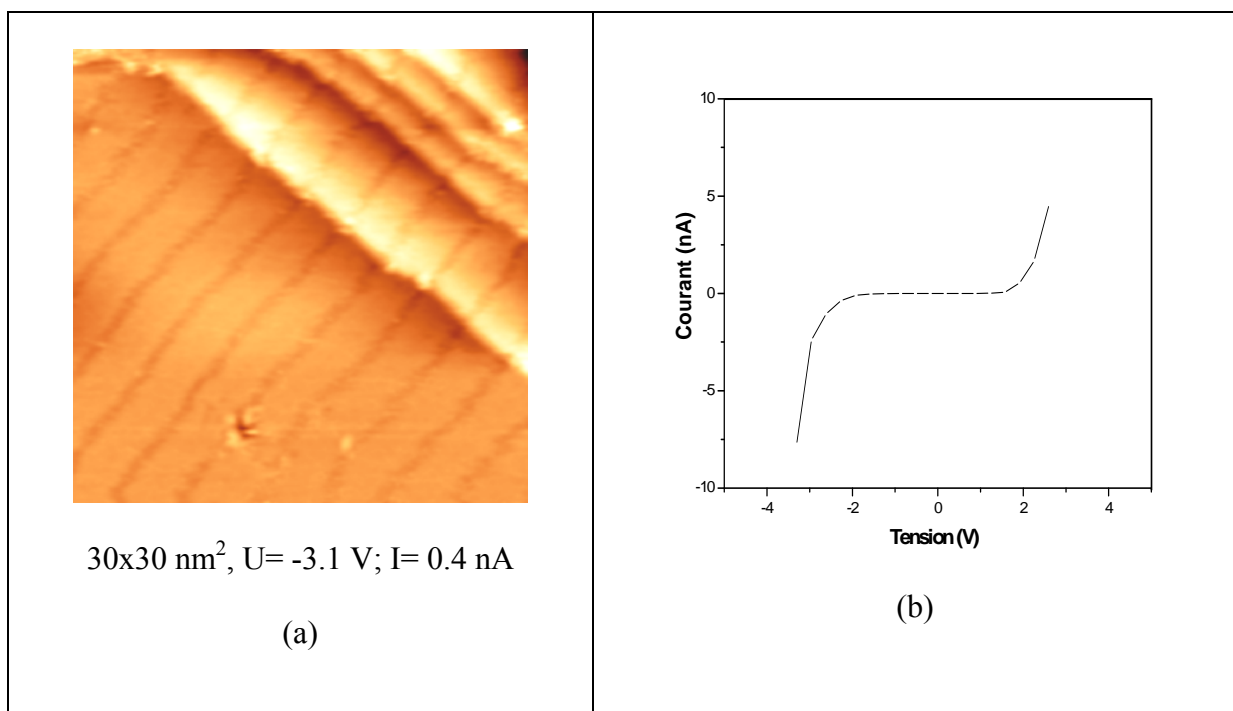 30x30 nm², U= -3.1 V; I= 0.4 nA
(a)
10
5
0
-5
-10
Courant (nA)
-4 -2 0 2 4
Tension (V)
(b)